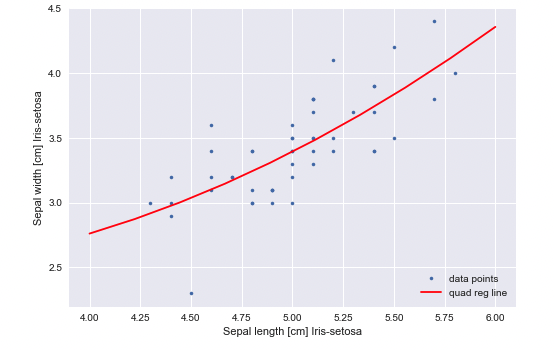 4.5
4.0
3.5
3.0
2.5
Sepal width [cm] Iris-setosa
data points
quad reg line
4.00 4.25 4.50 4.75 5.00 5.25 5.50 5.75 6.00
Sepal length [cm] Iris-setosa